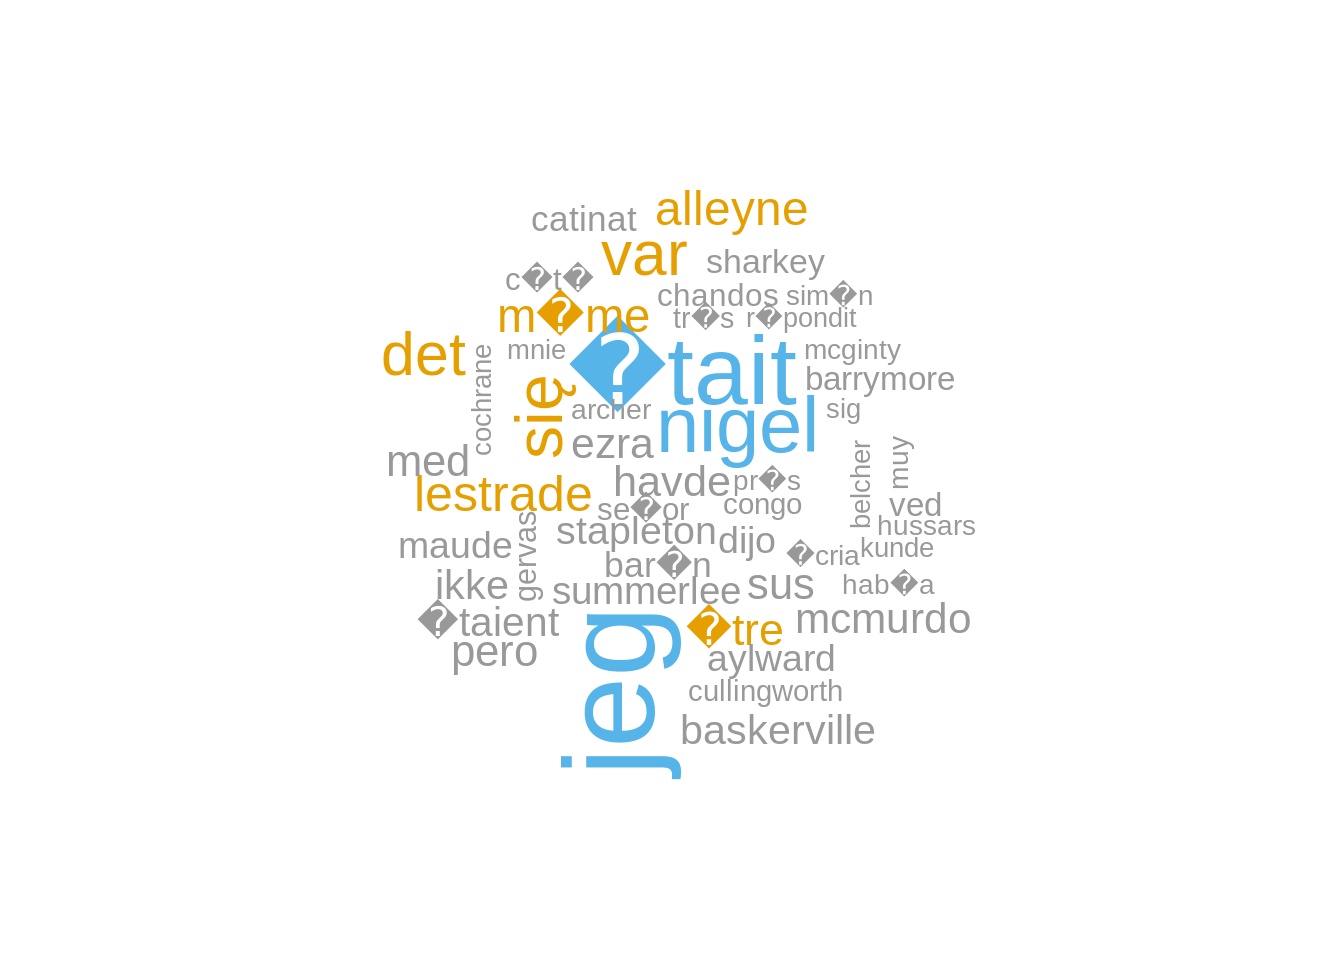 alleyne
catinat
var
sharkey
c�t�
chandos
sim�n
m�me
tr�s
r�pondit
det
mnie
�tait
mcginty
barrymore
cochrane
się
archer
nigel
sig
ezra
med
havde
pr�s
belcher
muy
lestrade
se�or
congo
ved
hussars
stapleton
dijo
maude
gervas
bar�n
�cria
kunde
ikke
summerlee
sus
hab�a
�taient
�tre
mcmurdo
pero
aylward
jeg
cullingworth
baskerville